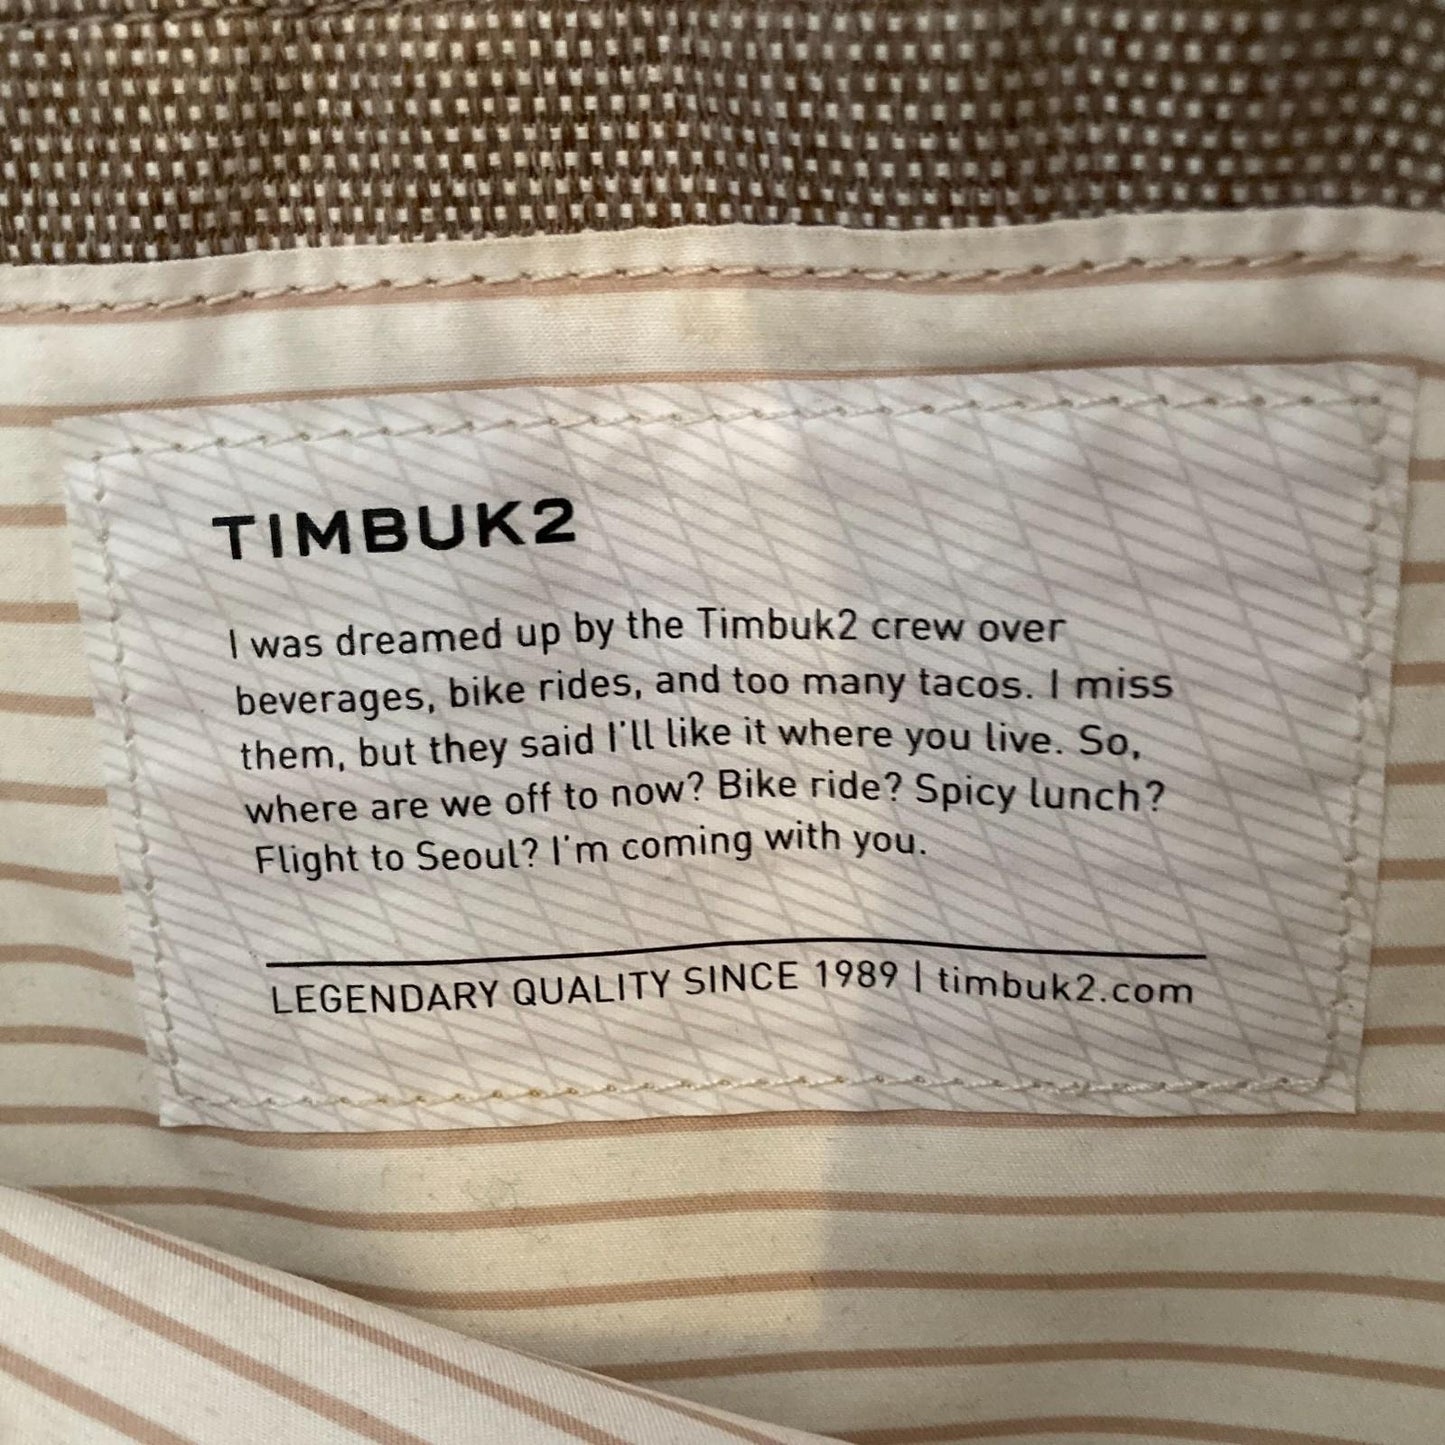 TIMBUK2
I was dreamed up by the Timbuk2 crew over
beverages, bike rides, and too many tacos. I miss
them, but they said I'll like it where you live. So,
where are we off to now? Bike ride? Spicy lunch?
Flight to Seoul? I'm coming with you.
LEGENDARY QUALITY SINCE 1989 | timbuk2.com